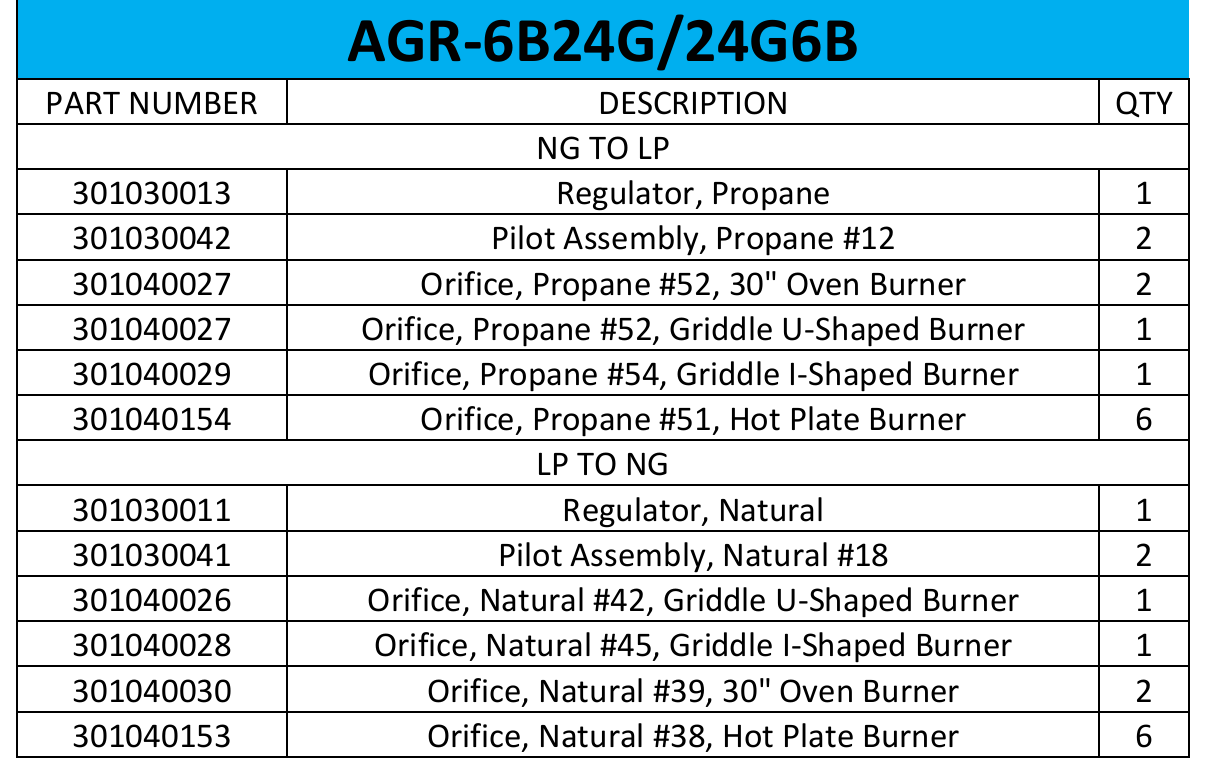 AGR-6B24G/24G6B
PART NUMBER DESCRIPTION QTY
NG TO LP
301030013 Regulator, Propane 1
301030042 Pilot Assembly, Propane #12 2
301040027 Orifice, Propane #52, 30" Oven Burner 2
301040027 Orifice, Propane #52, Griddle U-Shaped Burner 1
301040029 Orifice, Propane #54, Griddle I-Shaped Burner 1
301040154 Orifice, Propane #51, Hot Plate Burner 6
LP TO NG
301030011 Regulator, Natural 1
301030041 Pilot Assembly, Natural #18 2
301040026 Orifice, Natural #42, Griddle U-Shaped Burner 1
301040028 Orifice, Natural #45, Griddle I-Shaped Burner 1
301040030 Orifice, Natural #39, 30" Oven Burner 2
301040153 Orifice, Natural #38, Hot Plate Burner 6